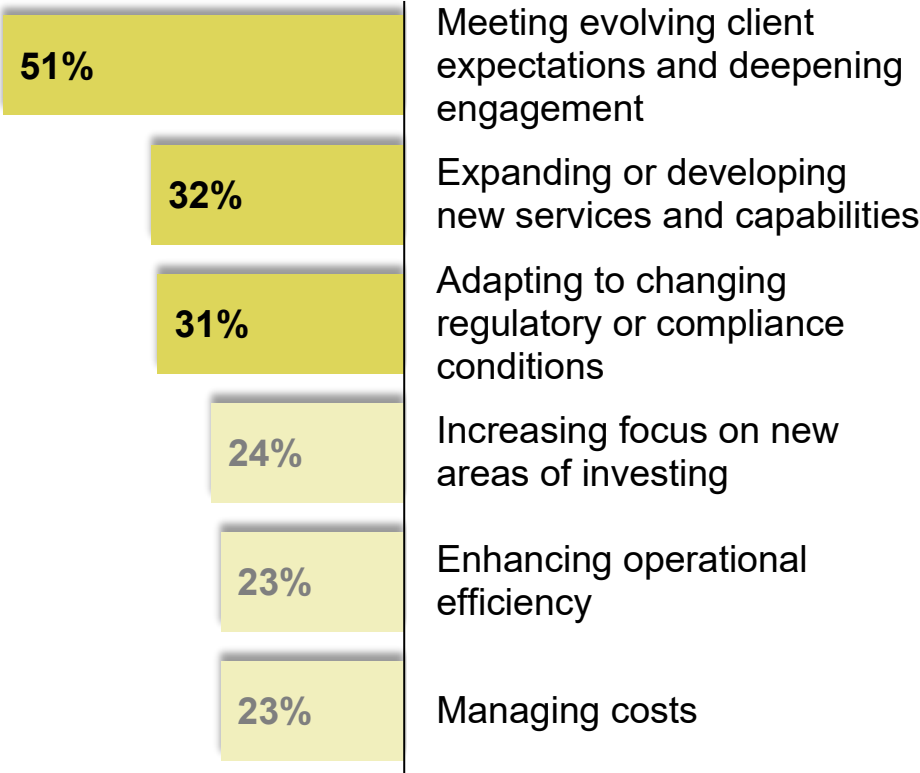 51%
Meeting evolving client
expectations and deepening
engagement
32%
Expanding or developing
new services and capabilities
31%
Adapting to changing
regulatory or compliance
conditions
24%
Increasing focus on new
areas of investing
23%
Enhancing operational
efficiency
23%
Managing costs